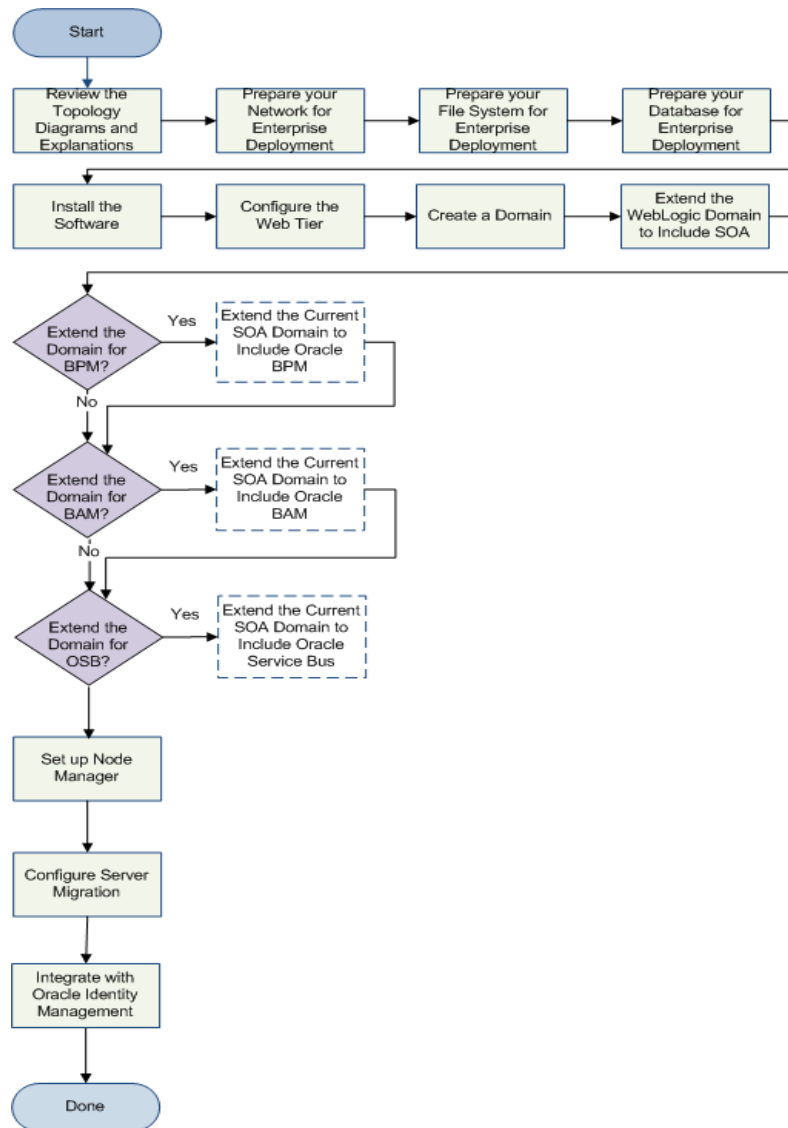 Start
Review the
Topology
Diagrams and
Explanations
Prepare your
Network for
Enterprise
Deployment
Prepare your
File System for
Enterprise
Deployment
Prepare your
Database for
Enterprise
Deployment
Install the
Software
Configure the
Web Tier
Create a Domain
Extend the
WebLogic Domain
to Include SOA
Extend the
Domain for
BPM?
Yes
Extend the Current
SOA Domain to
Include Oracle
BPM
No
Extend the
Domain for
BAM?
Yes
Extend the Current
SOA Domain to
Include Oracle
BAM
No
Extend the
Domain for
OSB?
Yes
Extend the Current
SOA Domain to
Include Oracle
Service Bus
Set up Node
Manager
Configure Server
Migration
Integrate with
Oracle Identity
Management
Done